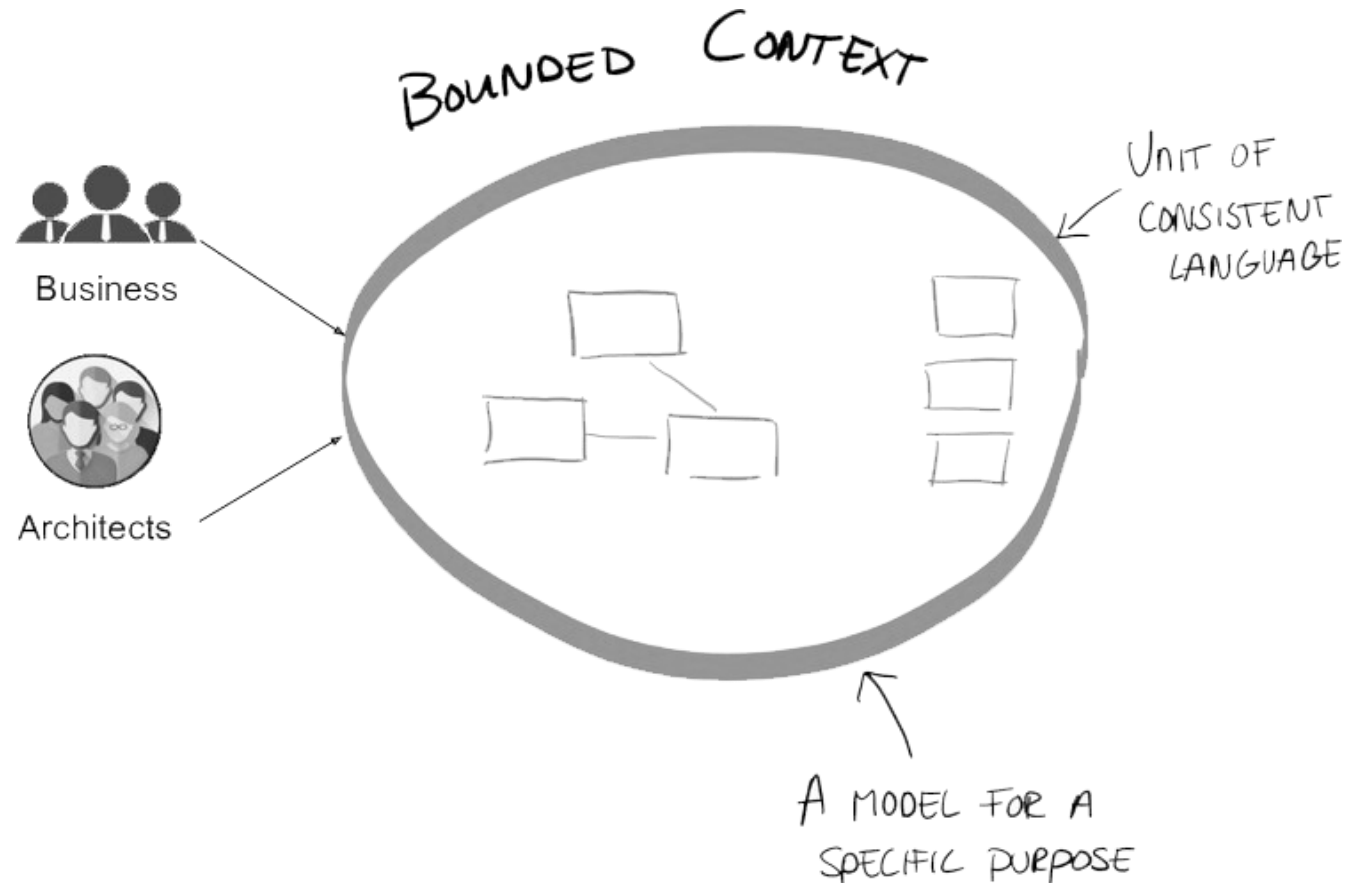 BOUNDED CONTEXT
UNIT OF
CONSISTENT
LANGUAGE
Business
Architects
A MODEL FOR A
SPECIFIC PURPOSE